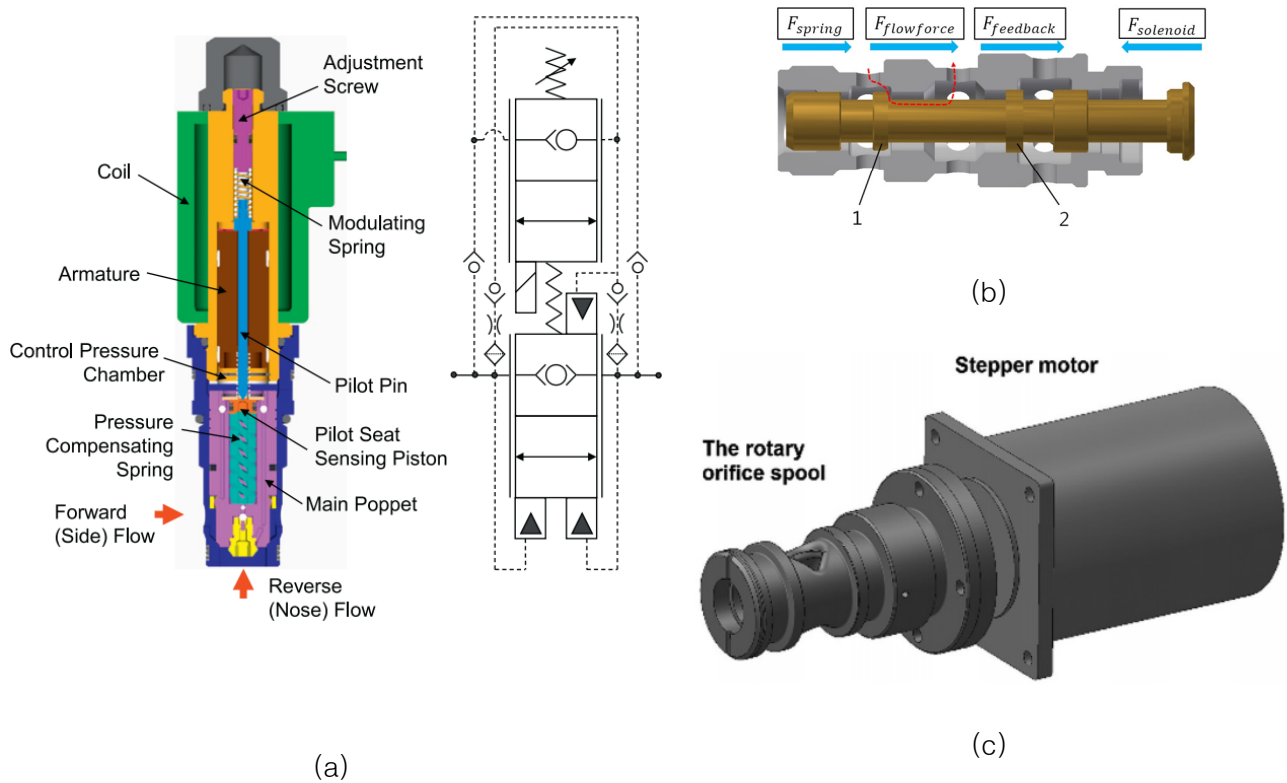 Adjustment
Screw
Coil
Modulating
Spring
Armature
Control Pressure
Chamber
Pilot Pin
Pressure
Compensating
Spring
Pilot Seat
Sensing Piston
Main Poppet
Forward
(Side) Flow
Reverse
(Nose) Flow
(a)
F_spring
F_flowforce
F_feedback
F_solenoid
1
2
(b)
Stepper motor
The rotary
orifice spool
(c)